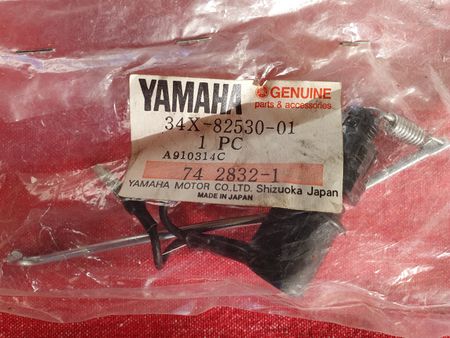 YAMAHA GENUINE
parts & accessories
34X-82530-01
1 PC
A910314C
74 2832-1
YAMAHA MOTOR CO.,LTD. Shizuoka Japan
MADE IN JAPAN